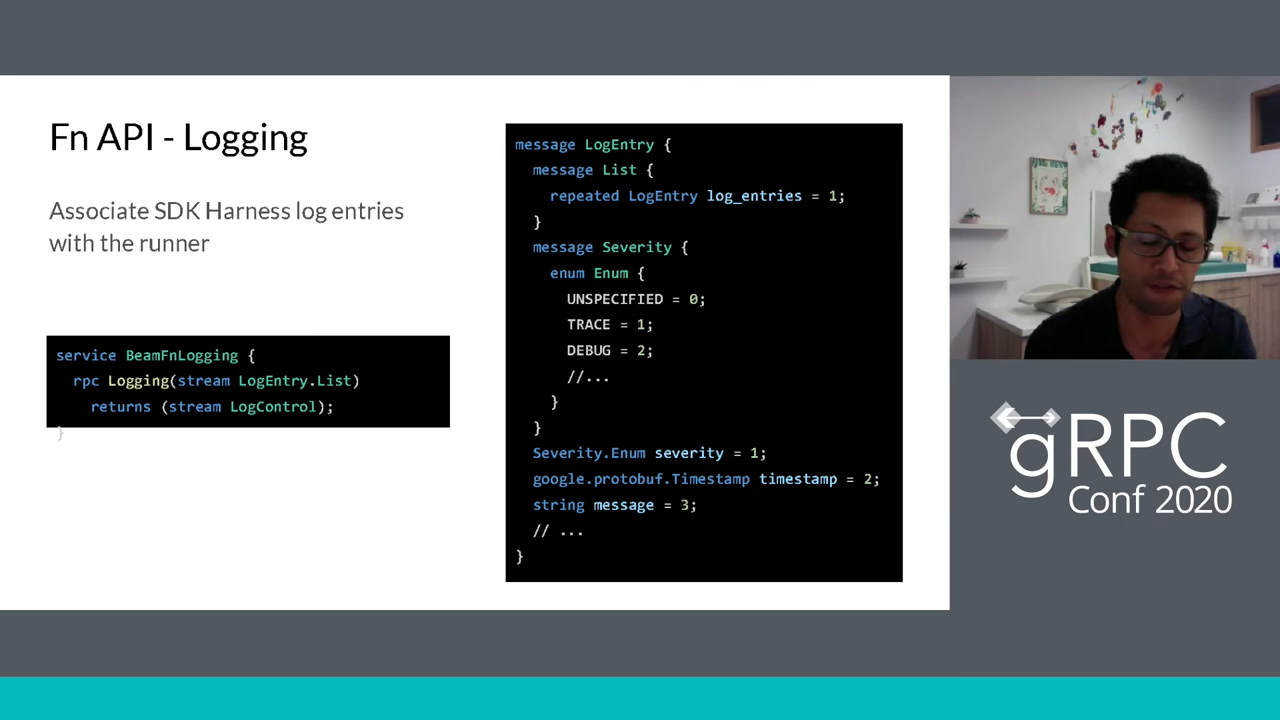 Fn API - Logging
Associate SDK Harness log entries
with the runner
service BeamFnLogging {
rpc Logging(stream LogEntry.List)
returns (stream LogControl);
}
message LogEntry {
message List {
repeated LogEntry log_entries = 1;
}
message Severity {
enum Enum {
UNSPECIFIED = 0;
TRACE = 1;
DEBUG = 2;
//...
}
}
Severity.Enum severity = 1;
google.protobuf.Timestamp timestamp = 2;
string message = 3;
// ...
}
gRPC
Conf 2020